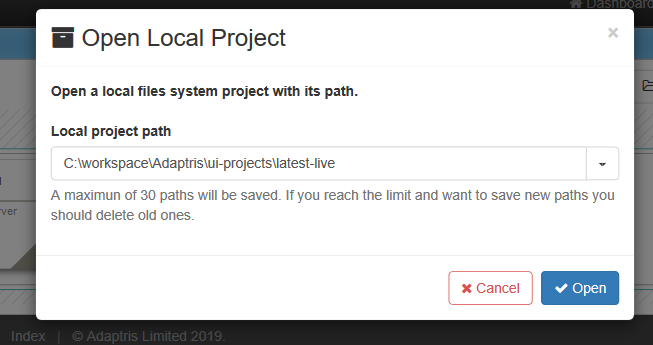 Dashboard
Open Local Project
×
Open a local files system project with its path.
Local project path
C:\workspace\Adaptris\ui-projects\latest-live
A maximun of 30 paths will be saved. If you reach the limit and want to save new paths you
should delete old ones.
rver
Cancel
Open
Index | © Adaptris Limited 2019.